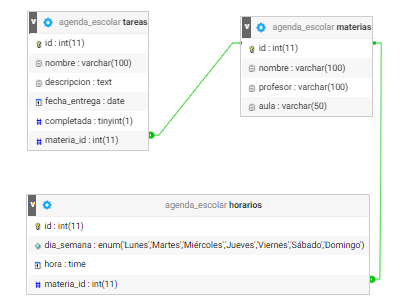 agenda_escolar tareas
id : int(11)
nombre : varchar(100)
descripcion : text
fecha_entrega : date
completada : tinyint(1)
materia_id : int(11)
agenda_escolar materias
id : int(11)
nombre : varchar(100)
profesor : varchar(100)
aula : varchar(50)
agenda_escolar horarios
id : int(11)
dia_semana : enum('Lunes','Martes','Miércoles','Jueves','Viernes','Sábado','Domingo')
hora : time
materia_id : int(11)